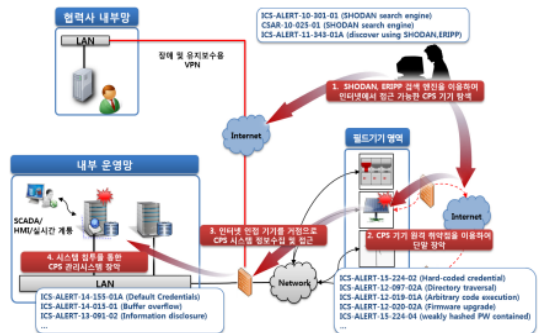 협력사 내부망
LAN
장애 및 유지보수용
VPN
ICS-ALERT-10-301-01 (SHODAN search engine)
CSAR-10-025-01 (SHODAN search engine)
ICS-ALERT-11-343-01A (discover using SHODAN,ERIPP)
1. SHODAN, ERIPP 검색 엔진을 이용하여
인터넷에서 접근 가능한 CPS 기기 탐색
Internet
내부 운영망
SCADA/
HMI/실시간 계통
4. 시스템 침투를 통한
CPS 관리시스템 장악
LAN
3. 인터넷 인접 기기를 거점으로
CPS 시스템 정보수집 및 접근
Network
필드기기 영역
Internet
2. CPS 기기 원격 취약점을 이용하여
단말 장악
ICS-ALERT-14-155-01A (Default Credentials)
ICS-ALERT-14-015-01 (Buffer overflow)
ICS-ALERT-13-091-02 (Information disclosure)
...
ICS-ALERT-15-224-02 (Hard-coded credential)
ICS-ALERT-12-097-02A (Directory traversal)
ICS-ALERT-12-019-01A (Arbitrary code execution)
ICS-ALERT-12-020-02A (Firmware upgrade)
ICS-ALERT-15-224-04 (weakly hashed PW contained)
...